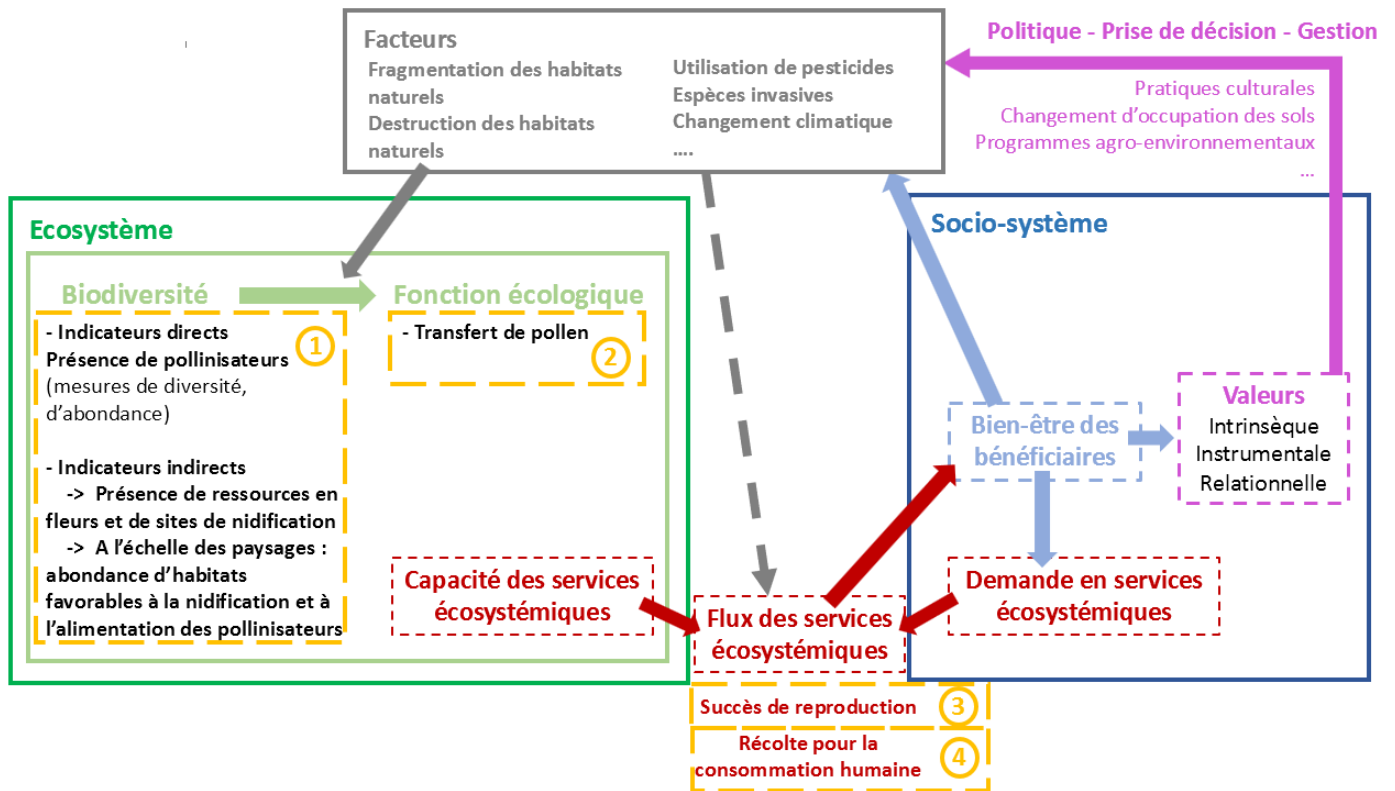 Facteurs
Fragmentation des habitats
naturels
Destruction des habitats
naturels
Utilisation de pesticides
Espèces invasives
Changement climatique
....
Politique - Prise de décision - Gestion
Pratiques culturales
Changement d'occupation des sols
Programmes agro-environnementaux
...
Ecosystème
Biodiversité
- Indicateurs directs
Présence de pollinisateurs
(mesures de diversité,
d'abondance)
1
- Indicateurs indirects
-> Présence de ressources en
fleurs et de sites de nidification
-> A l'échelle des paysages :
abondance d'habitats
favorables à la nidification et à
l'alimentation des pollinisateurs
Fonction écologique
- Transfert de pollen
2
Capacité des services
écosystémiques
Flux des services
écosystémiques
Succès de reproduction
3
Récolte pour la
consommation humaine
4
Socio-système
Bien-être des
bénéficiaires
Valeurs
Intrinsèque
Instrumentale
Relationnelle
Demande en services
écosystémiques